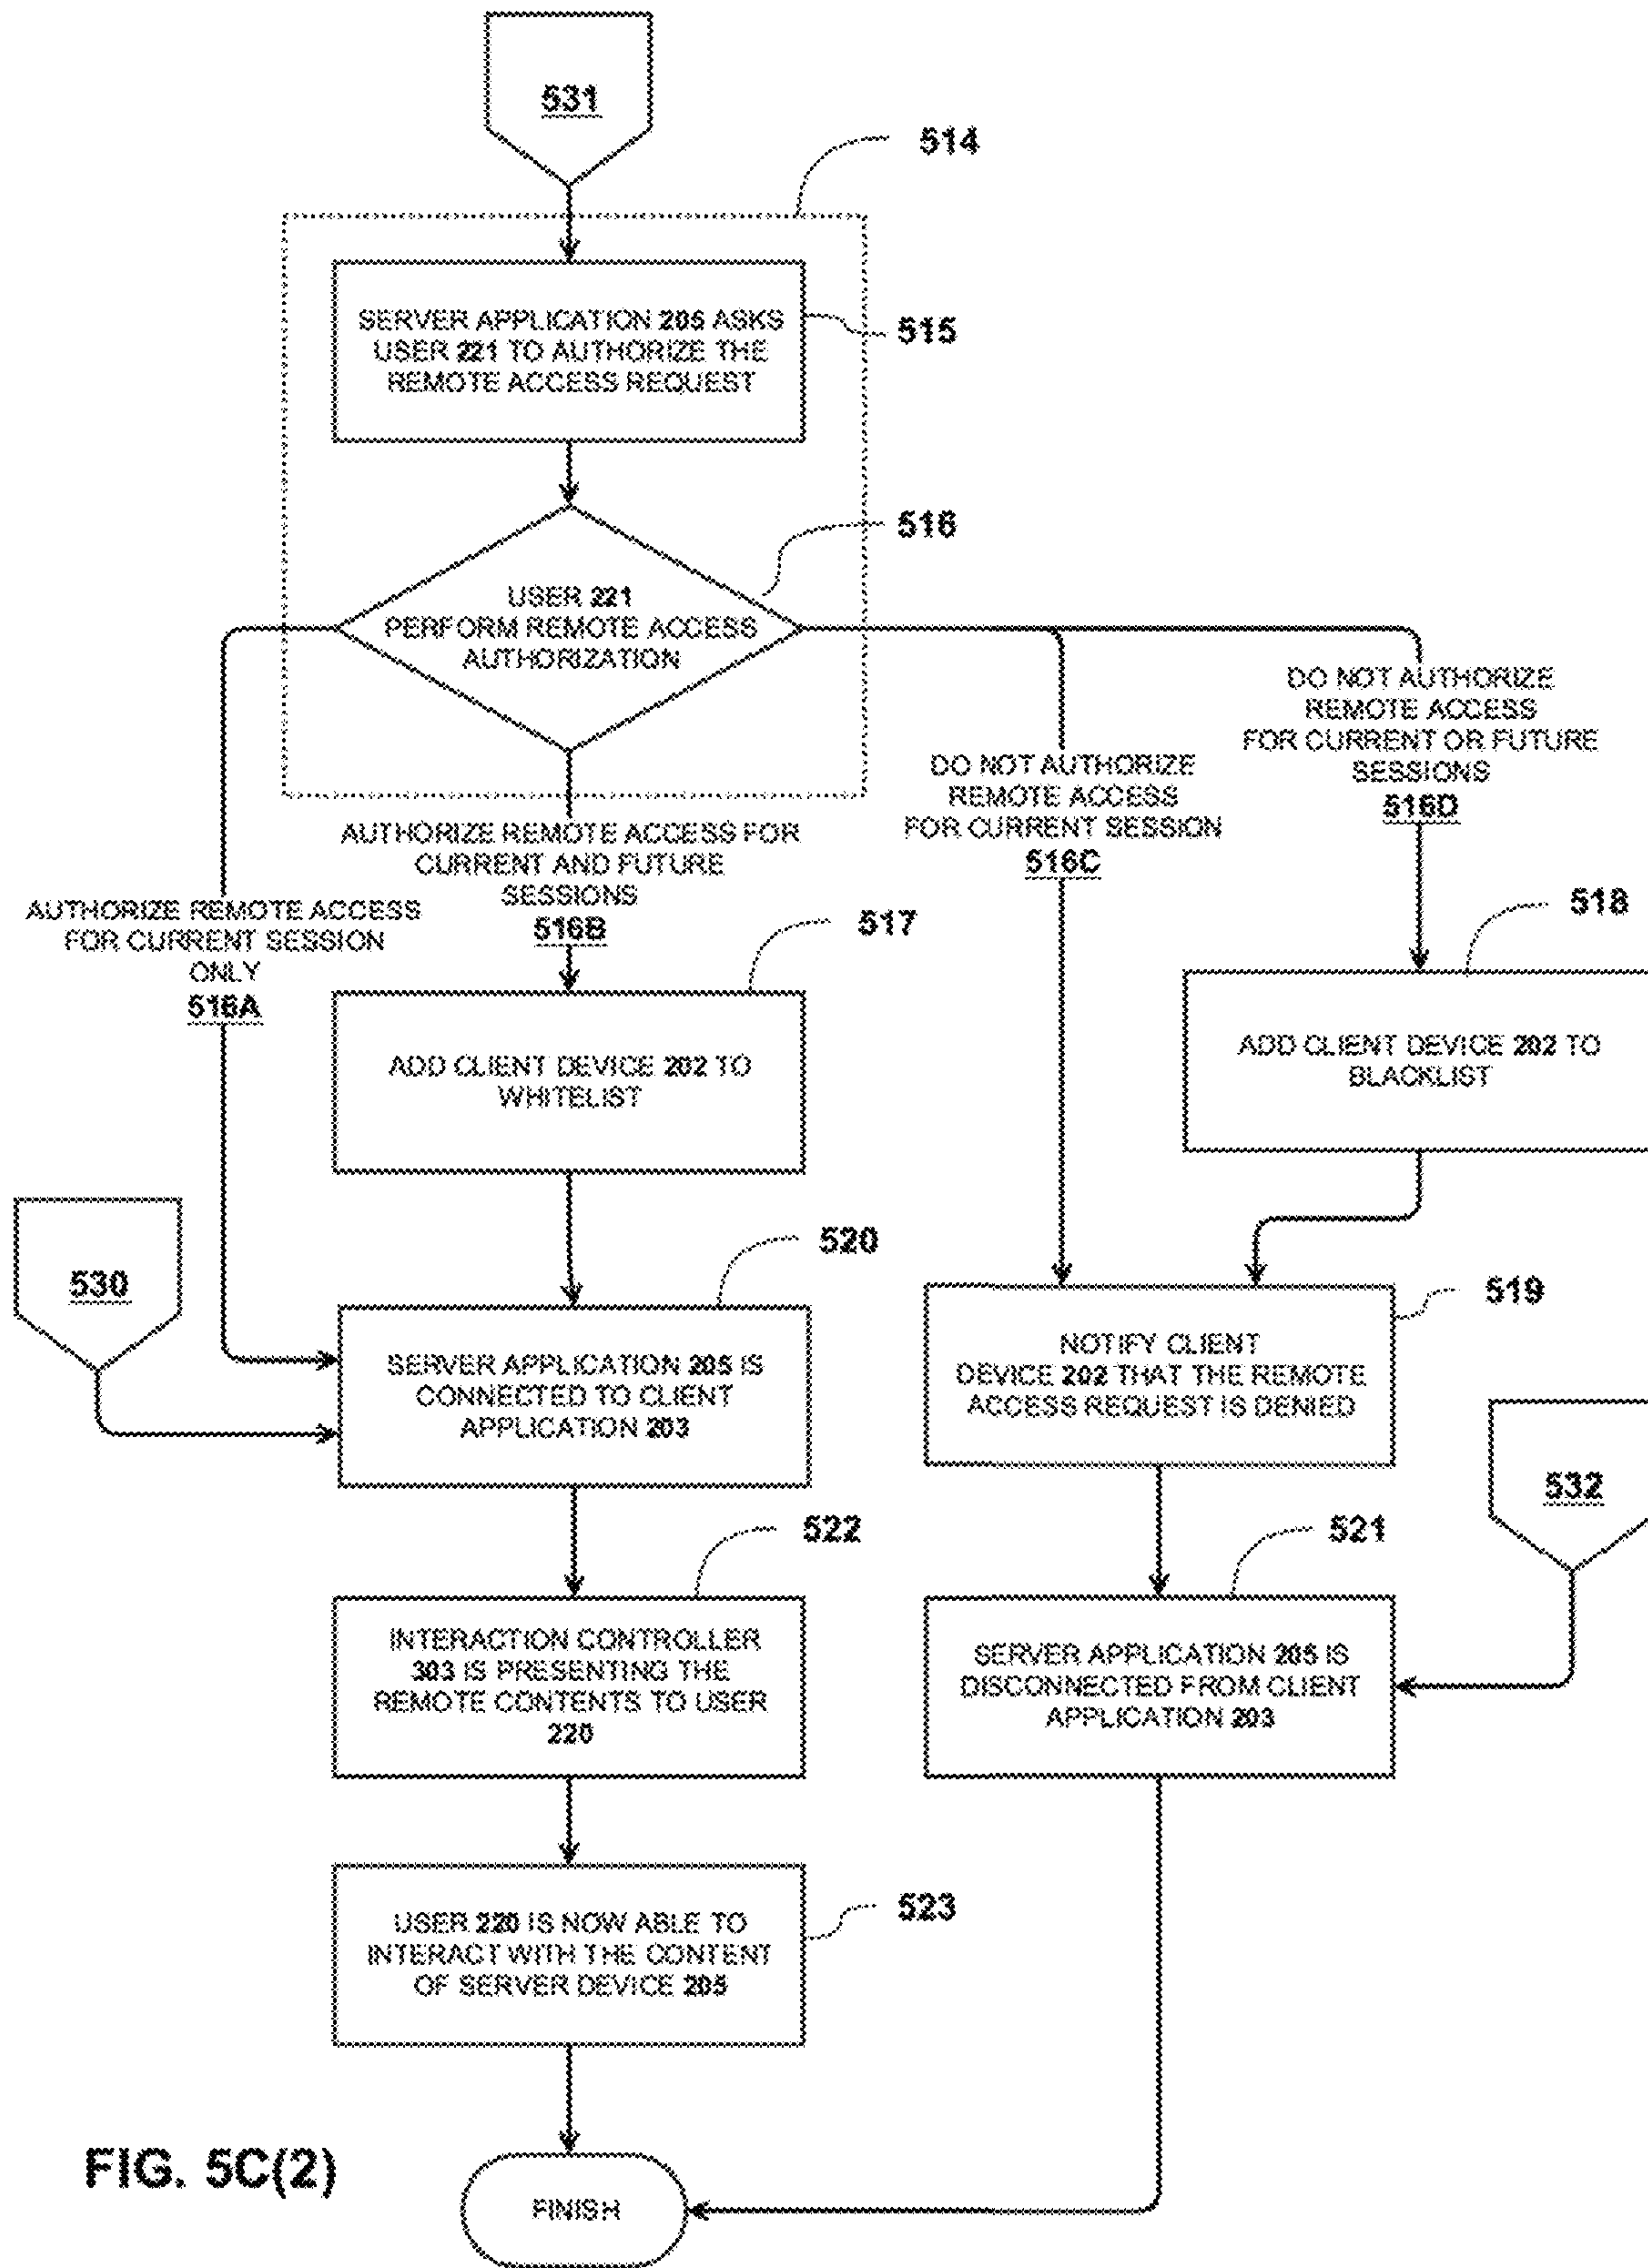 531
514
SERVER APPLICATION 205 ASKS
USER 221 TO AUTHORIZE THE
REMOTE ACCESS REQUEST
515
516
USER 221
PERFORM REMOTE ACCESS
AUTHORIZATION
DO NOT AUTHORIZE
REMOTE ACCESS
FOR CURRENT OR FUTURE
SESSIONS
516D
DO NOT AUTHORIZE
REMOTE ACCESS
FOR CURRENT SESSION
516C
AUTHORIZE REMOTE ACCESS FOR
CURRENT AND FUTURE
SESSIONS
516B
AUTHORIZE REMOTE ACCESS
FOR CURRENT SESSION
ONLY
516A
517
518
ADD CLIENT DEVICE 202 TO
WHITELIST
ADD CLIENT DEVICE 202 TO
BLACKLIST
530
520
519
SERVER APPLICATION 205 IS
CONNECTED TO CLIENT
APPLICATION 203
NOTIFY CLIENT
DEVICE 202 THAT THE REMOTE
ACCESS REQUEST IS DENIED
532
522
521
INTERACTION CONTROLLER
303 IS PRESENTING THE
REMOTE CONTENTS TO USER
220
SERVER APPLICATION 205 IS
DISCONNECTED FROM CLIENT
APPLICATION 203
523
USER 220 IS NOW ABLE TO
INTERACT WITH THE CONTENT
OF SERVER DEVICE 205
FIG. 5C(2)
FINISH